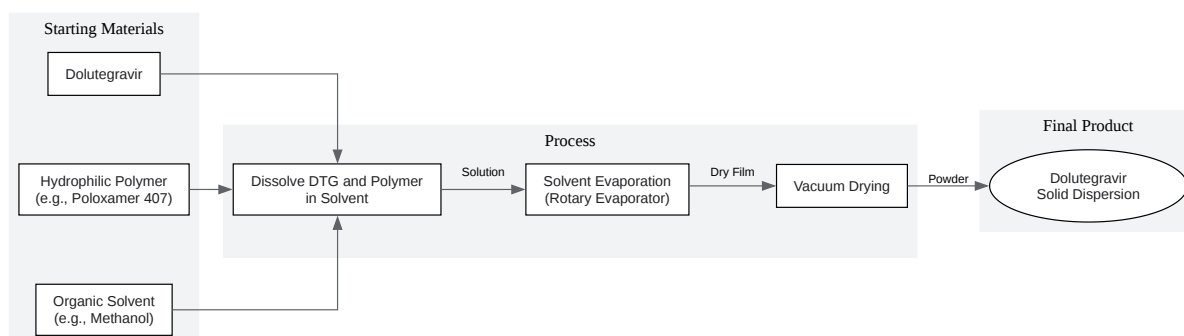 Starting Materials
Dolutegravir
Hydrophilic Polymer
(e.g., Poloxamer 407)
Organic Solvent
(e.g., Methanol)
Process
Dissolve DTG and Polymer
in Solvent
Solution
Solvent Evaporation
(Rotary Evaporator)
Dry Film
Vacuum Drying
Powder
Final Product
Dolutegravir
Solid Dispersion